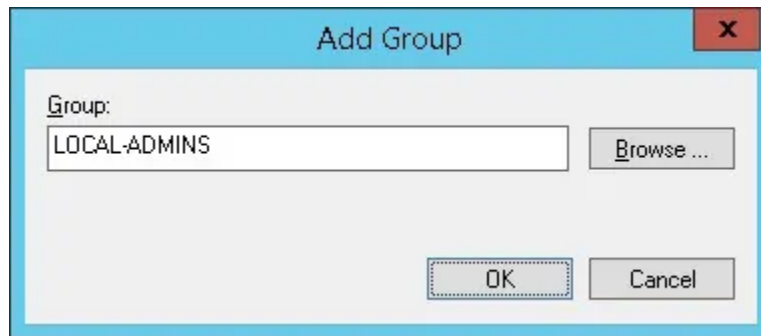 Add Group
x
Group:
LOCAL-ADMINS
Browse ...
OK
Cancel